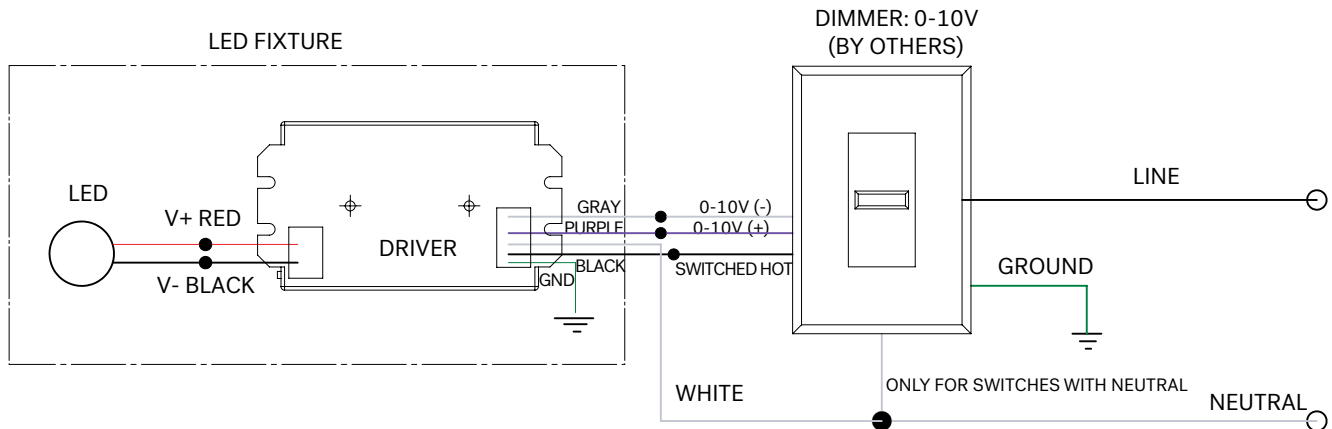 DIMMER: 0-10V
(BY OTHERS)
LED FIXTURE
LED
V+ RED
V- BLACK
DRIVER
GRAY
0-10V (-)
PURPLE
0-10V (+)
BLACK
SWITCHED HOT
GND
LINE
GROUND
WHITE
ONLY FOR SWITCHES WITH NEUTRAL
NEUTRAL